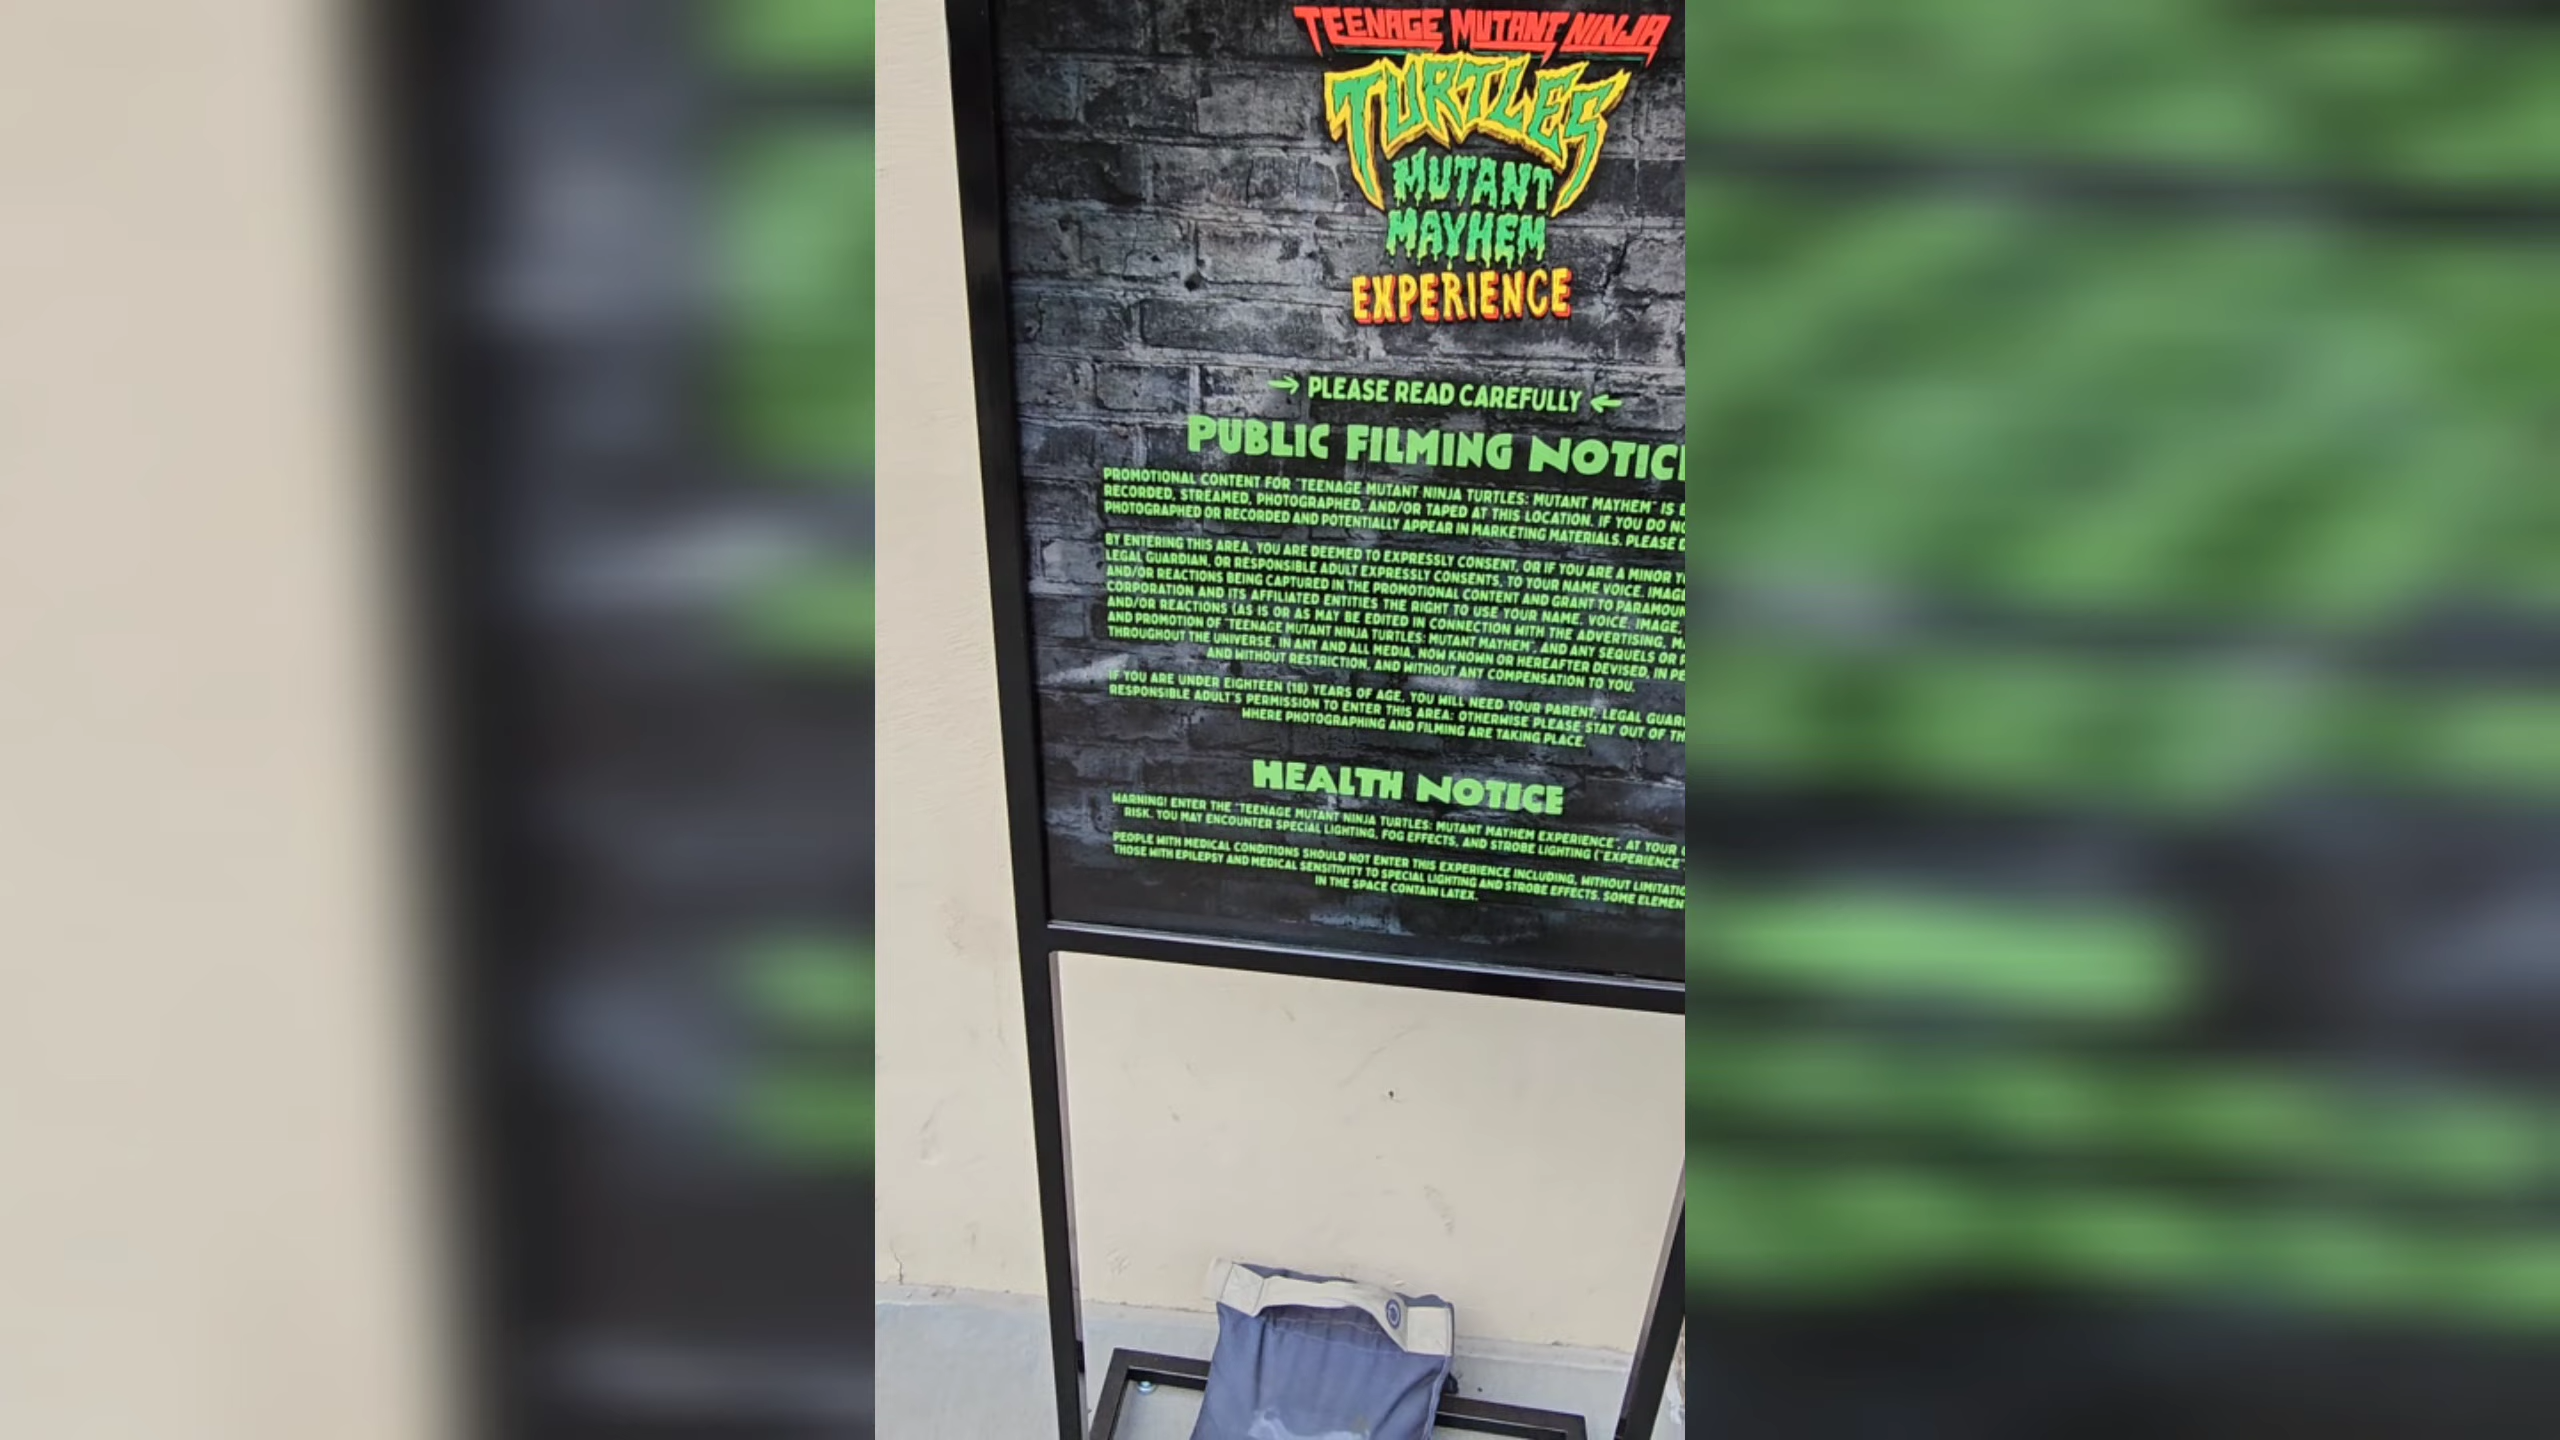 TEENAGE MUTANT NINJA
TURTLES
MUTANT
MAYHEM
EXPERIENCE
→ PLEASE READ CAREFULLY ←
PUBLIC FILMING NOTIC
PROMOTIONAL CONTENT FOR "TEENAGE MUTANT NINJA TURTLES: MUTANT MAYHEM" IS
RECORDED, STREAMED, PHOTOGRAPHED, AND/OR TAPED AT THIS LOCATION. IF YOU DO NO
PHOTOGRAPHED OR RECORDED AND POTENTIALLY APPEAR IN MARKETING MATERIALS. PLEASE
BY ENTERING THIS AREA, YOU ARE DEEMED TO EXPRESSLY CONSENT, OR IF YOU ARE A MINOR
LEGAL GUARDIAN, OR RESPONSIBLE ADULT EXPRESSLY CONSENTS, TO YOUR NAME VOICE, IMAG
AND/OR REACTIONS BEING CAPTURED IN THE PROMOTIONAL CONTENT AND GRANT TO PARAMOUN
CORPORATION AND ITS AFFILIATED ENTITIES THE RIGHT TO USE YOUR NAME, VOICE, IMAGE,
AND/OR REACTIONS (AS IS OR AS MAY BE EDITED IN CONNECTION WITH THE ADVERTISING, M
AND PROMOTION OF "TEENAGE MUTANT NINJA TURTLES: MUTANT MAYHEM", AND ANY SEQUELS OR
THROUGHOUT THE UNIVERSE, IN ANY AND ALL MEDIA, NOW KNOWN OR HEREAFTER DEVISED, IN PE
AND WITHOUT RESTRICTION, AND WITHOUT ANY COMPENSATION TO YOU.
IF YOU ARE UNDER EIGHTEEN (18) YEARS OF AGE, YOU WILL NEED YOUR PARENT, LEGAL GUAR
RESPONSIBLE ADULT'S PERMISSION TO ENTER THIS AREA; OTHERWISE PLEASE STAY OUT OF TH
WHERE PHOTOGRAPHING AND FILMING ARE TAKING PLACE.
HEALTH NOTICE
WARNING! ENTER THE "TEENAGE MUTANT NINJA TURTLES: MUTANT MAYHEM EXPERIENCE", AT YOUR
RISK. YOU MAY ENCOUNTER SPECIAL LIGHTING, FOG EFFECTS, AND STROBE LIGHTING ("EXPERIENCE"
PEOPLE WITH MEDICAL CONDITIONS SHOULD NOT ENTER THIS EXPERIENCE INCLUDING, WITHOUT LIMITATIO
THOSE WITH EPILEPSY AND MEDICAL SENSITIVITY TO SPECIAL LIGHTING AND STROBE EFFECTS. SOME ELEMEN
IN THE SPACE CONTAIN LATEX.